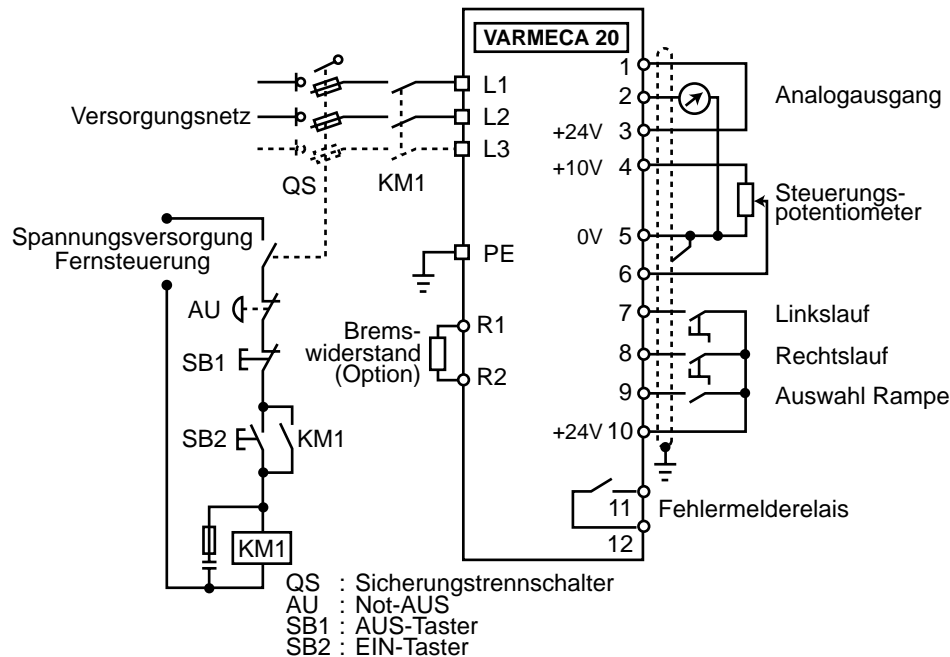 VARMECA 20
L1
L2
L3
Versorgungsnetz
QS
KM1
1
2
+24V 3
+10V 4
0V 5
6
7
8
9
+24V 10
11
12
Analogausgang
Steuerungs-
potentiometer
Linkslauf
Rechtslauf
Auswahl Rampe
Fehlermelderelais
PE
R1
R2
Brems-
widerstand
(Option)
Spannungsversorgung
Fernsteuerung
AU
SB1
SB2
KM1
KM1
QS : Sicherungstrennschalter
AU : Not-AUS
SB1 : AUS-Taster
SB2 : EIN-Taster